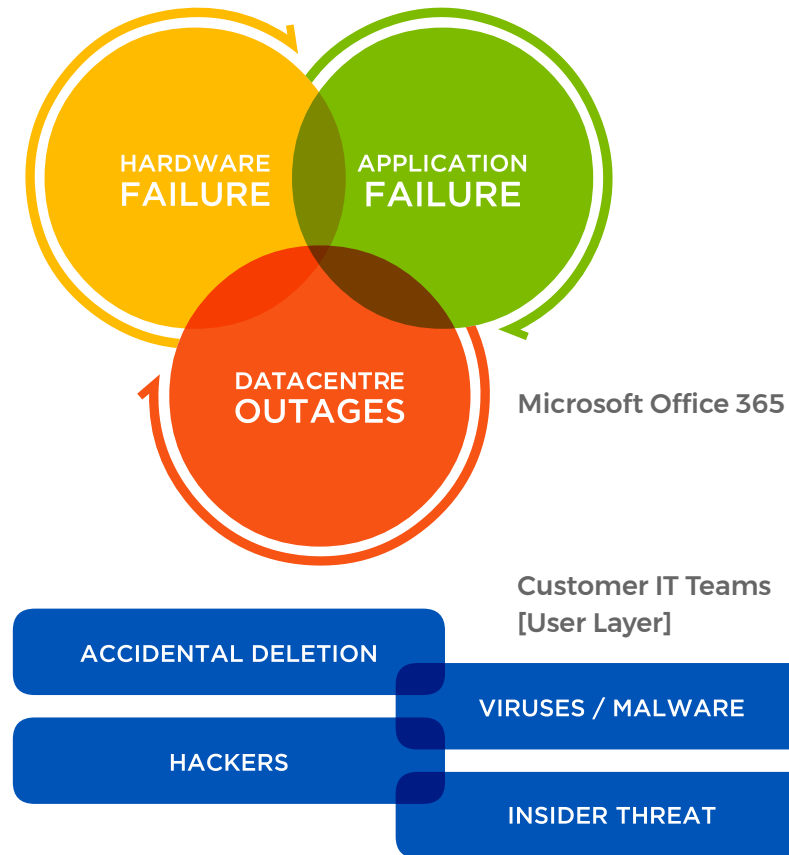 HARDWARE
FAILURE
APPLICATION
FAILURE
DATACENTRE
OUTAGES
Microsoft Office 365
Customer IT Teams
[User Layer]
ACCIDENTAL DELETION
VIRUSES / MALWARE
HACKERS
INSIDER THREAT